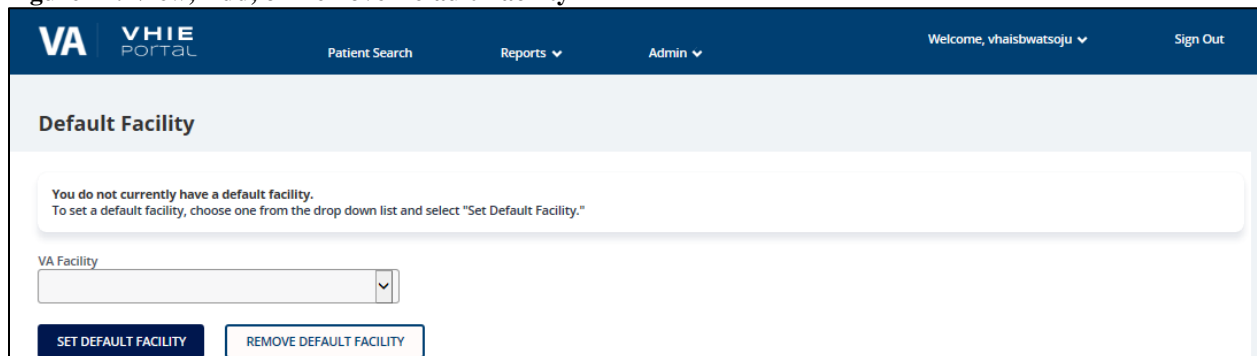 VA VHIE PORTAL Patient Search Reports Admin Welcome, vhaisbwatsoju Sign Out
Default Facility
You do not currently have a default facility.
To set a default facility, choose one from the drop down list and select "Set Default Facility."
VA Facility
SET DEFAULT FACILITY REMOVE DEFAULT FACILITY